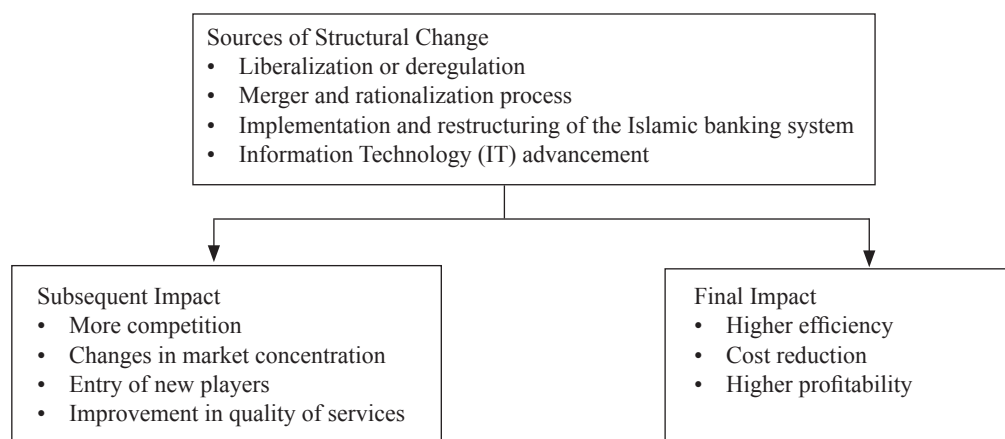 Sources of Structural Change
• Liberalization or deregulation
• Merger and rationalization process
• Implementation and restructuring of the Islamic banking system
• Information Technology (IT) advancement
Subsequent Impact
• More competition
• Changes in market concentration
• Entry of new players
• Improvement in quality of services
Final Impact
• Higher efficiency
• Cost reduction
• Higher profitability